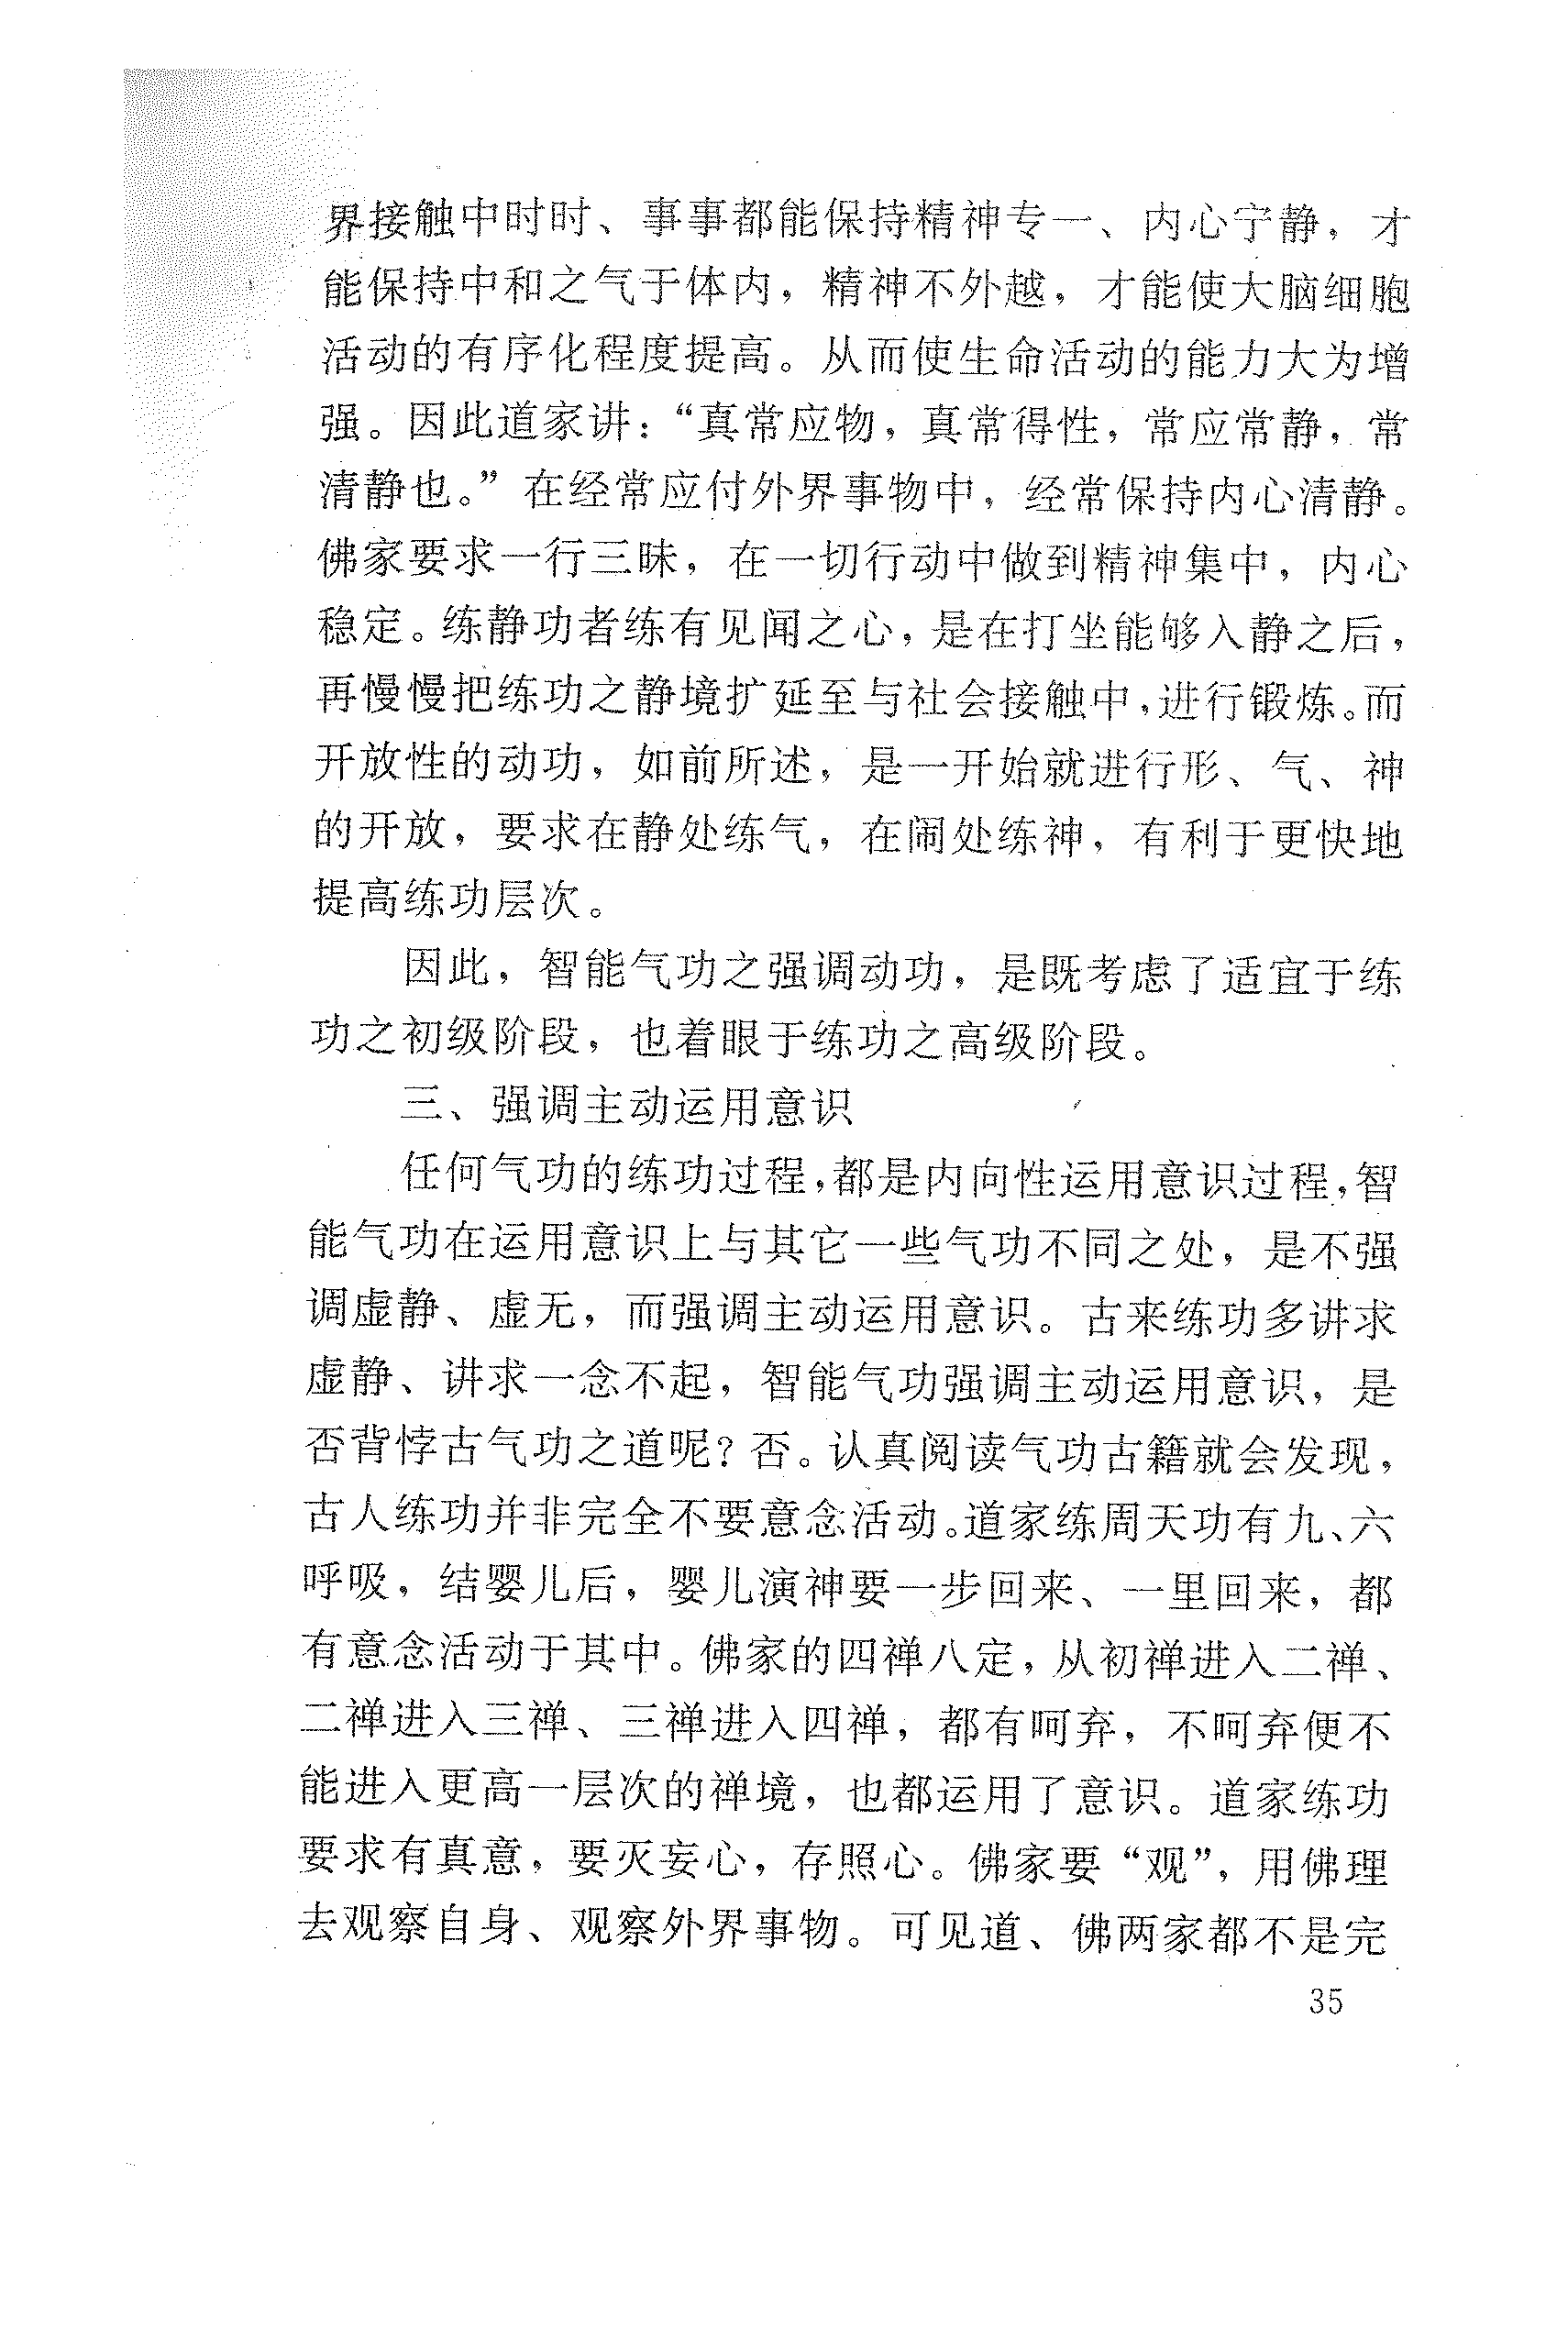 界接触中时时、事事都能保持精神专一、内心宁静，才
能保持中和之气于体内，精神不外越，才能使大脑细胞
活动的有序化程度提高。从而使生命活动的能力大为增
强。因此道家讲：“真常应物，真常得性，常应常静，常
清静也。”在经常应付外界事物中，经常保持内心清静。
佛家要求一行三昧，在一切行动中做到精神集中，内心
稳定。练静功者练有见闻之心，是在打坐能够入静之后，
再慢慢把练功之静境扩延至与社会接触中，进行锻炼。而
开放性的动功，如前所述，是一开始就进行形、气、神
的开放，要求在静处练气，在闹处练神，有利于更快地
提高练功层次。
因此，智能气功之强调动功，是既考虑了适宜于练
功之初级阶段，也着眼于练功之高级阶段。
三、强调主动运用意识
任何气功的练功过程，都是内向性运用意识过程，智
能气功在运用意识上与其它一些气功不同之处，是不强
调虚静、虚无，而强调主动运用意识。古来练功多讲求
虚静、讲求一念不起，智能气功强调主动运用意识，是
否背悖古气功之道呢？否。认真阅读气功古籍就会发现，
古人练功并非完全不要意念活动。道家练周天功有九、六
呼吸，结婴儿后，婴儿演神要一步回来、一里回来，都
有意念活动于其中。佛家的四禅八定，从初禅进入二禅、
二禅进入三禅、三禅进入四禅，都有呵弃，不呵弃便不
能进入更高一层次的禅境，也都运用了意识。道家练功
要求有真意，要灭妄心，存照心。佛家要“观”，用佛理
去观察自身、观察外界事物。可见道、佛两家都不是完
35